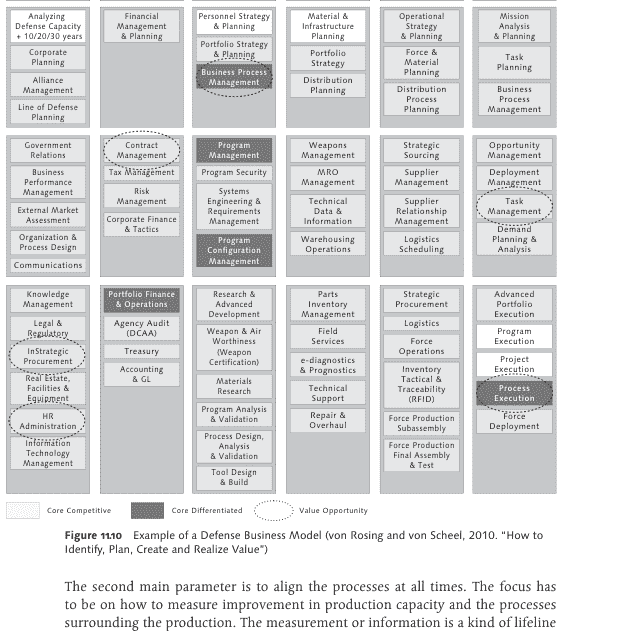 Analyzing
Defense Capacity
+ 10/20/30 years
Corporate
Planning
Alliance
Management
Line of Defense
Planning
Financial
Management
& Planning
Personnel Strategy
& Planning
Portfolio Strategy
& Planning
Business Process
Management
Material &
Infrastructure
Planning
Portfolio
Strategy
Distribution
Planning
Operational
Strategy
& Planning
Force &
Material
Planning
Distribution
Process
Planning
Mission
Analysis
& Planning
Task
Planning
Business
Process
Management
Government
Relations
Business
Performance
Management
External Market
Assessment
Organization &
Process Design
Communications
Contract
Management
Tax Management
Risk
Management
Corporate Finance
& Tactics
Program
Management
Program Security
Systems
Engineering &
Requirements
Management
Program
Configuration
Management
Weapons
Management
MRO
Management
Technical
Data &
Information
Warehousing
Operations
Strategic
Sourcing
Supplier
Management
Supplier
Relationship
Management
Logistics
Scheduling
Opportunity
Management
Deployment
Management
Task
Management
Demand
Planning &
Analysis
Knowledge
Management
Legal &
Regulatory
InStrategic
Procurement
Real Estate,
Facilities &
Equipment
HR
Administration
Information
Technology
Management
Portfolio Finance
& Operations
Agency Audit
(DCAA)
Treasury
Accounting
& GL
Research &
Advanced
Development
Weapon & Air
Worthiness
(Weapon
Certification)
Materials
Research
Program Analysis
& Validation
Process Design,
Analysis
& Validation
Tool Design
& Build
Parts
Inventory
Management
Field
Services
e-diagnostics
& Prognostics
Technical
Support
Repair &
Overhaul
Strategic
Procurement
Logistics
Force
Operations
Inventory
Tactical &
Traceability
(RFID)
Force Production
Subassembly
Force Production
Final Assembly
& Test
Advanced
Portfolio
Execution
Program
Execution
Project
Execution
Process
Execution
Force
Deployment
Core Competitive
Core Differentiated
Value Opportunity
Figure 11.10 Example of a Defense Business Model (von Rosing and von Scheel, 2010. “How to
Identify, Plan, Create and Realize Value”)
The second main parameter is to align the processes at all times. The focus has
to be on how to measure improvement in production capacity and the processes
surrounding the production. The measurement or information is a kind of lifeline